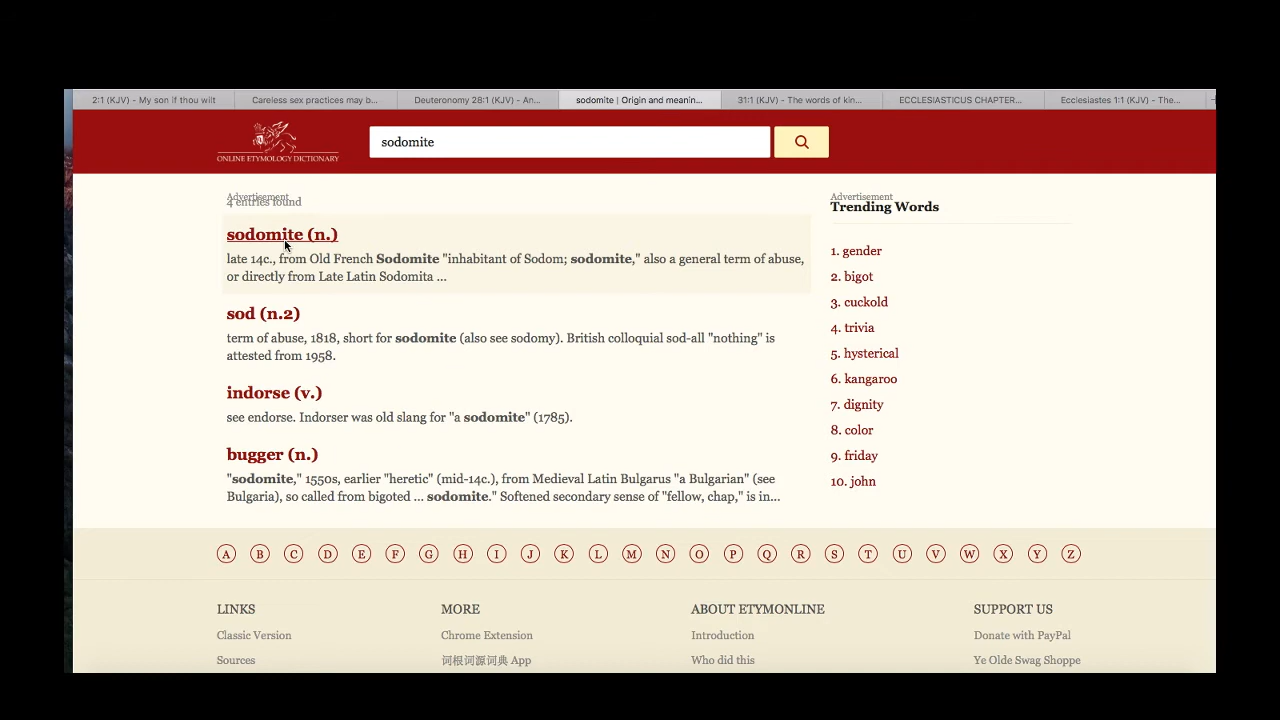 2:1 (KJV) - My son if thou wilt
Careless sex practices may b...
Deuteronomy 28:1 (KJV) - An...
sodomite | Origin and meanin...
31:1 (KJV) - The words of kin...
ECCLESIASTICUS CHAPTER...
Ecclesiastes 1:1 (KJV) - The...
ONLINE ETYMOLOGY DICTIONARY
sodomite
Advertisement
4 entries found
sodomite (n.)
late 14c., from Old French Sodomite "inhabitant of Sodom; sodomite," also a general term of abuse,
or directly from Late Latin Sodomita ...
sod (n.2)
term of abuse, 1818, short for sodomite (also see sodomy). British colloquial sod-all "nothing" is
attested from 1958.
indorse (v.)
see endorse. Indorser was old slang for "a sodomite" (1785).
bugger (n.)
"sodomite," 1550s, earlier "heretic" (mid-14c.), from Medieval Latin Bulgarus "a Bulgarian" (see
Bulgaria), so called from bigoted ... sodomite." Softened secondary sense of "fellow, chap," is in...
Advertisement
Trending Words
1. gender
2. bigot
3. cuckold
4. trivia
5. hysterical
6. kangaroo
7. dignity
8. color
9. friday
10. john
A B C D E F G H I J K L M N O P Q R S T U V W X Y Z
LINKS
Classic Version
Sources
MORE
Chrome Extension
词根词源词典 App
ABOUT ETYMONLINE
Introduction
Who did this
SUPPORT US
Donate with PayPal
Ye Olde Swag Shoppe